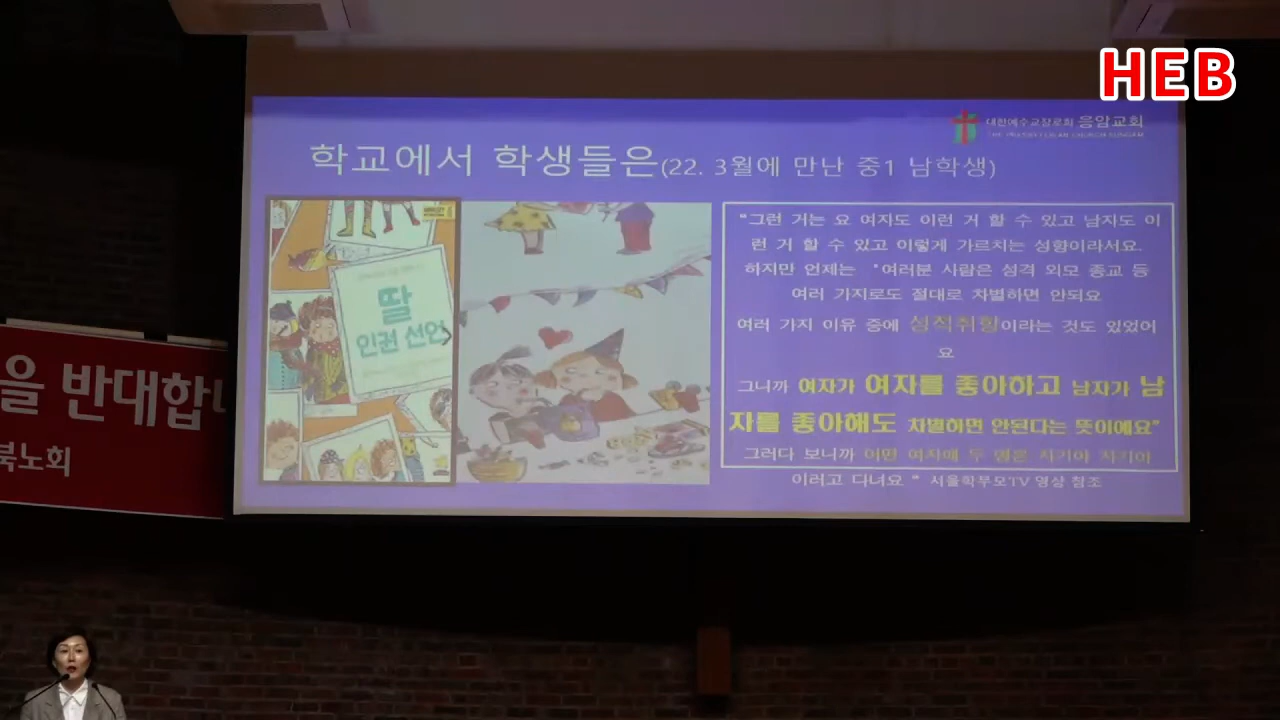 HEB
대한예수교장로회 응암교회
THE PRESBYTERIAN CHURCH EUNGAM
학교에서 학생들은(22. 3월에 만난 중1 남학생)
딸
인권 선언
“그런 거는 요 여자도 이런 거 할 수 있고 남자도 이
런 거 할 수 있고 이렇게 가르치는 성황이라서요.
하지만 언제는 "여러분 사람은 성격 외모 종교 등
여러 가지로도 절대로 차별하면 안되요
여러 가지 이유 중에 성적취향이라는 것도 있었어
요
그니까 여자가 여자를 좋아하고 남자가 남
자를 좋아해도 차별하면 안된다는 뜻이예요”
그러다 보니까 어떤 여자애 두 명은 자기야 자기야
이러고 다녀요 " 서울학부모TV 영상 참조
을 반대합니
북노회